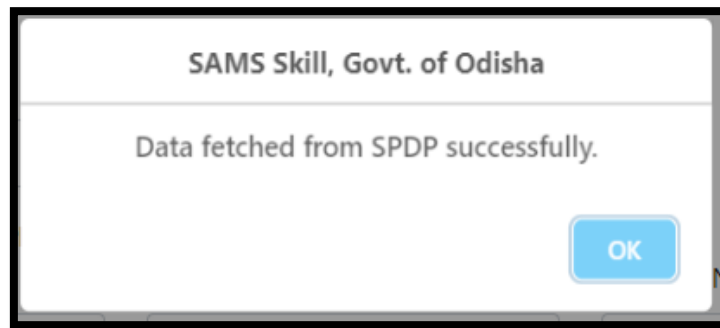 SAMS Skill, Govt. of Odisha
Data fetched from SPDP successfully.
OK